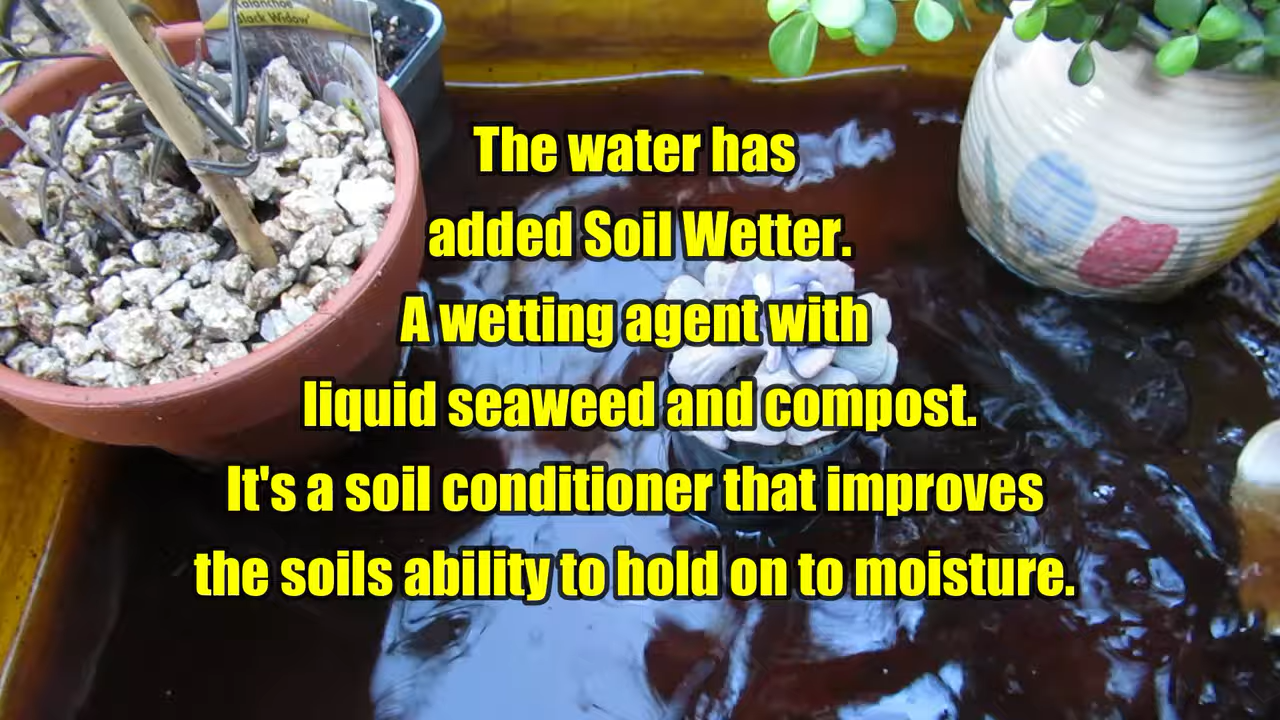 Kalanchoe
'Black Widow'
The water has
added Soil Wetter.
A wetting agent with
liquid seaweed and compost.
It's a soil conditioner that improves
the soils ability to hold on to moisture.